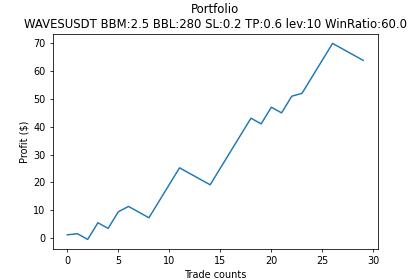 Portfolio
WAVESUSDT BBM:2.5 BBL:280 SL:0.2 TP:0.6 lev:10 WinRatio:60.0
70
60
50
40
30
20
10
0
Profit ($)
0 5 10 15 20 25 30
Trade counts